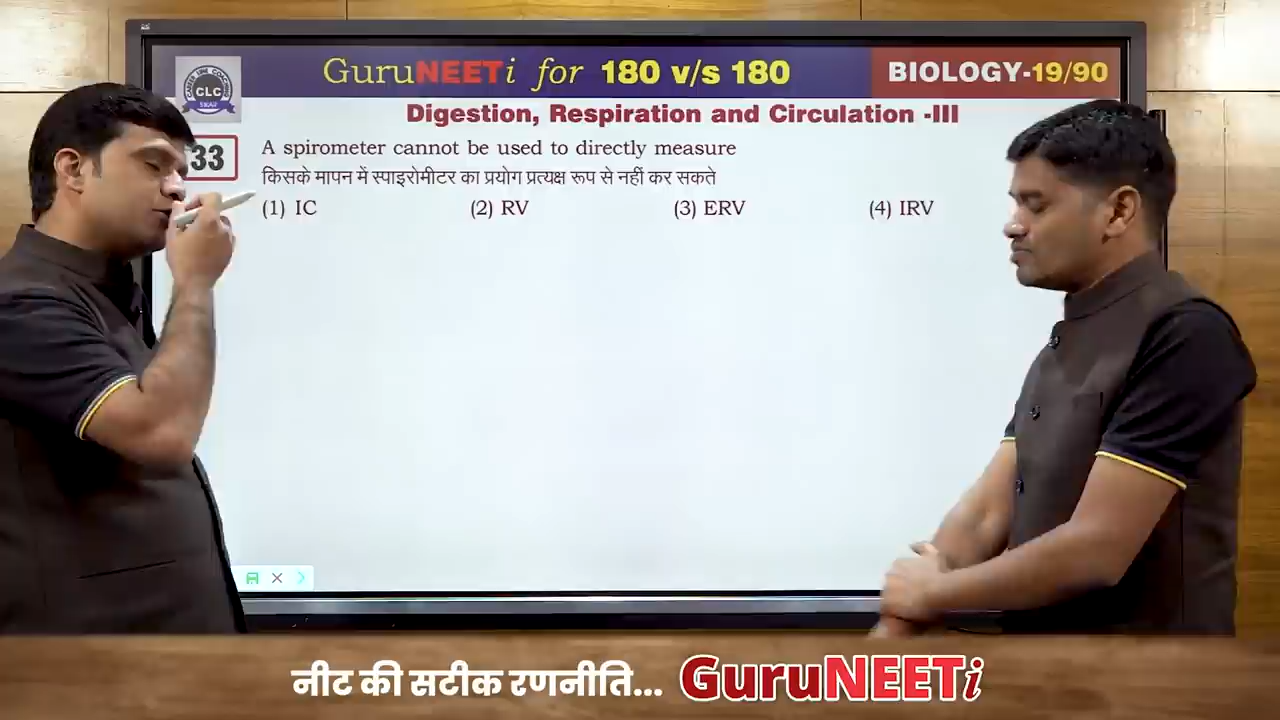 GuruNEETi for 180 v/s 180
BIOLOGY-19/90
CLC
Digestion, Respiration and Circulation -III
33
A spirometer cannot be used to directly measure
किसके मापन में स्पाइरोमीटर का प्रयोग प्रत्यक्ष रूप से नहीं कर सकते
(1) IC (2) RV (3) ERV (4) IRV
नीट की सटीक रणनीति... GuruNEETi